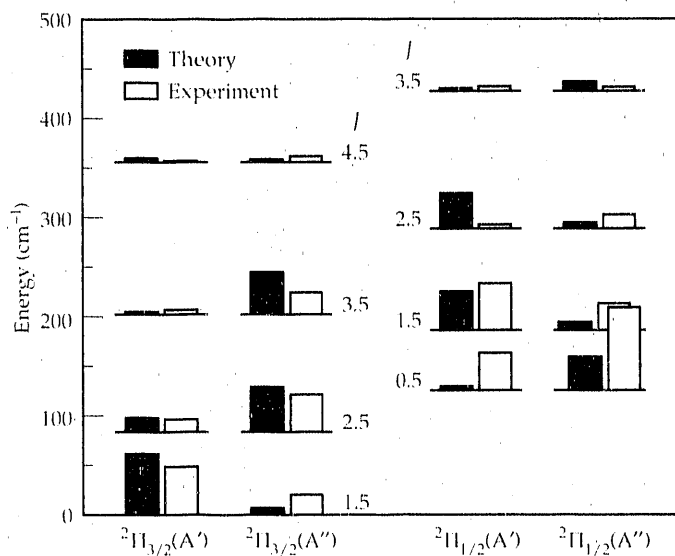 500
400
300
200
100
0
Energy (cm⁻¹)
Theory
Experiment
J
4.5
3.5
2.5
1.5
J
3.5
2.5
1.5
0.5
²Π₃/₂(A′)
²Π₃/₂(A″)
²Π₁/₂(A′)
²Π₁/₂(A″)